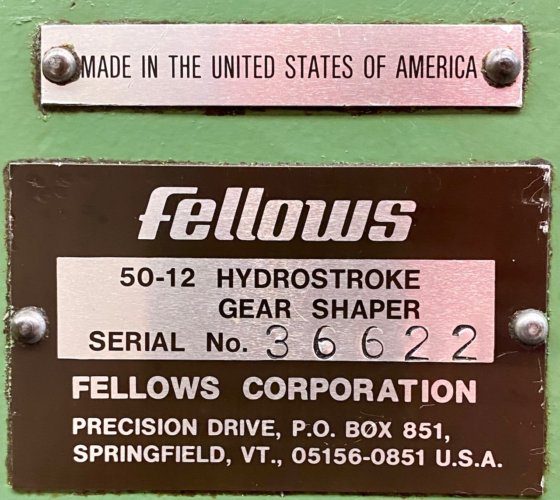 MADE IN THE UNITED STATES OF AMERICA
fellows
50-12 HYDROSTROKE
GEAR SHAPER
SERIAL No. 36622
FELLOWS CORPORATION
PRECISION DRIVE, P.O. BØX 851,
SPRINGFIELD, VT., 05156-0851 U.S.A.